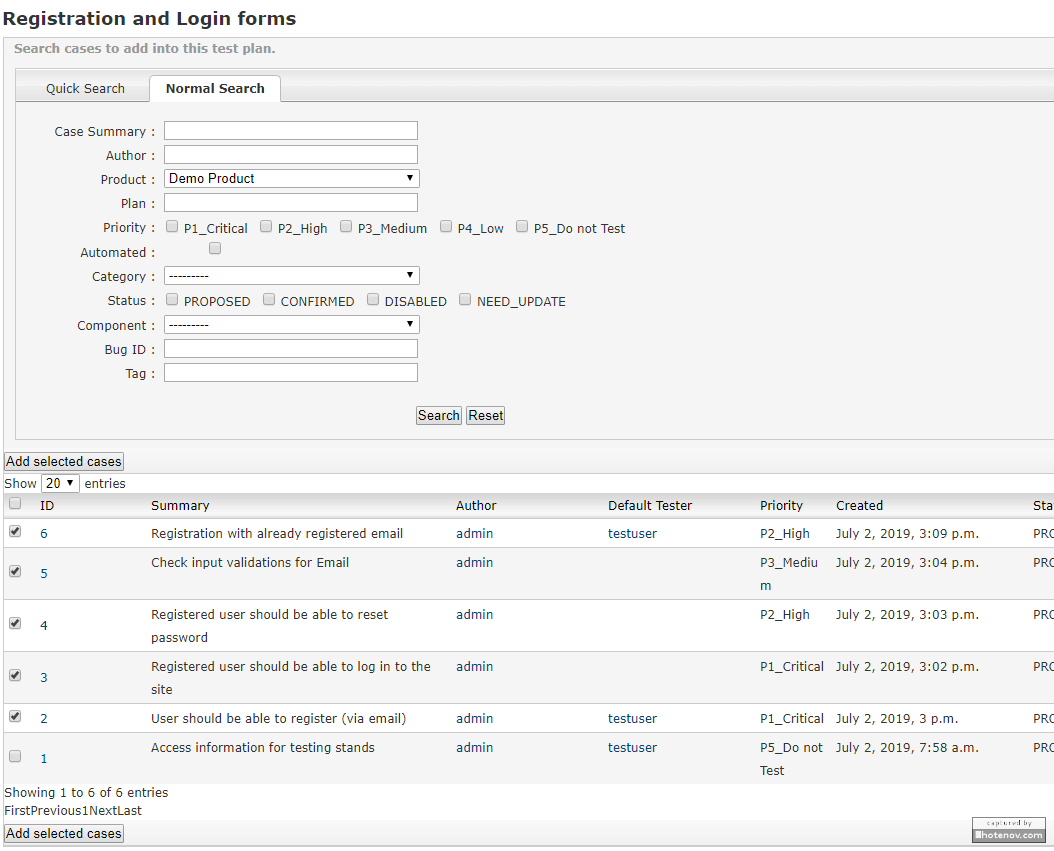 Registration and Login forms
Search cases to add into this test plan.
Quick Search Normal Search
Case Summary :
Author :
Product : Demo Product
Plan :
Priority : P1_Critical P2_High P3_Medium P4_Low P5_Do not Test
Automated :
Category : ---------
Status : PROPOSED CONFIRMED DISABLED NEED_UPDATE
Component : ---------
Bug ID :
Tag :
Search Reset
Add selected cases
Show 20 entries
ID Summary Author Default Tester Priority Created Sta
6 Registration with already registered email admin testuser P2_High July 2, 2019, 3:09 p.m. PRO
5 Check input validations for Email admin P3_Mediu July 2, 2019, 3:04 p.m. PRO
m
4 Registered user should be able to reset admin P2_High July 2, 2019, 3:03 p.m. PRO
password
3 Registered user should be able to log in to the admin P1_Critical July 2, 2019, 3:02 p.m. PRO
site
2 User should be able to register (via email) admin testuser P1_Critical July 2, 2019, 3 p.m. PRO
1 Access information for testing stands admin testuser P5_Do not July 2, 2019, 7:58 a.m. PRO
Test
Showing 1 to 6 of 6 entries
FirstPrevious1NextLast
Add selected cases
captured by
hotenov.com